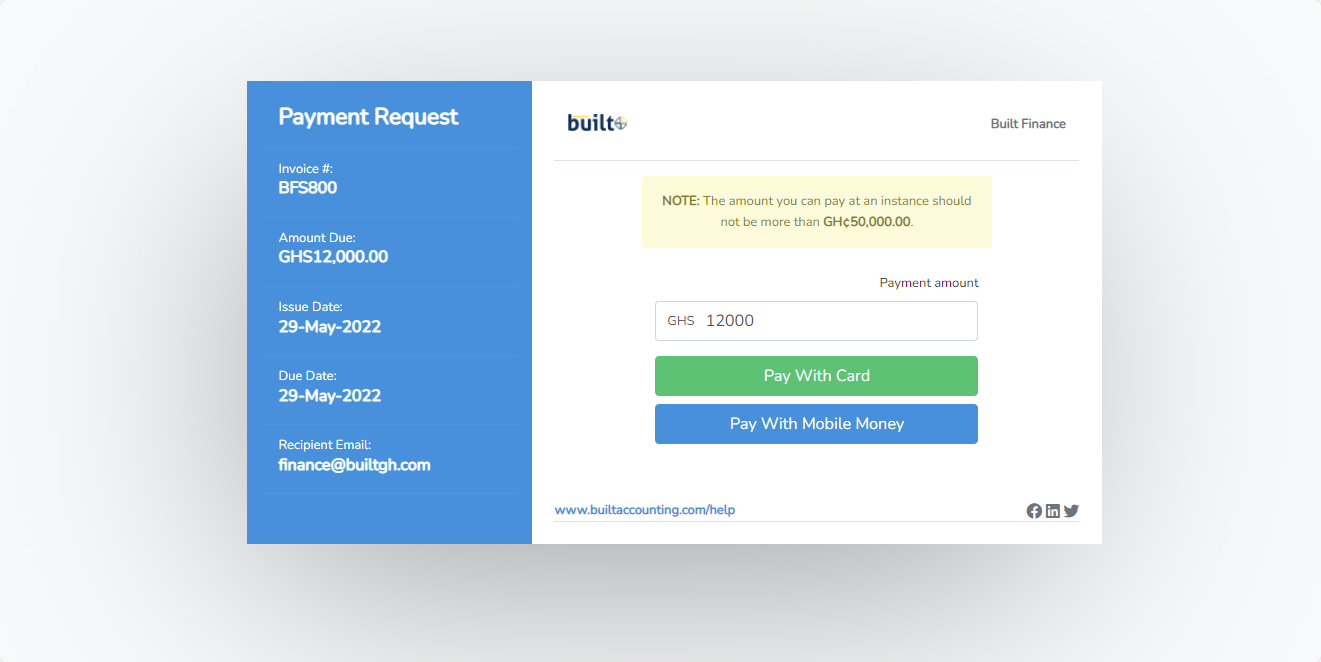 Payment Request
Invoice #:
BFS800
Amount Due:
GHS12,000.00
Issue Date:
29-May-2022
Due Date:
29-May-2022
Recipient Email:
finance@builtgh.com
built
Built Finance
NOTE: The amount you can pay at an instance should
not be more than GH¢50,000.00.
Payment amount
GHS 12000
Pay With Card
Pay With Mobile Money
www.builtaccounting.com/help